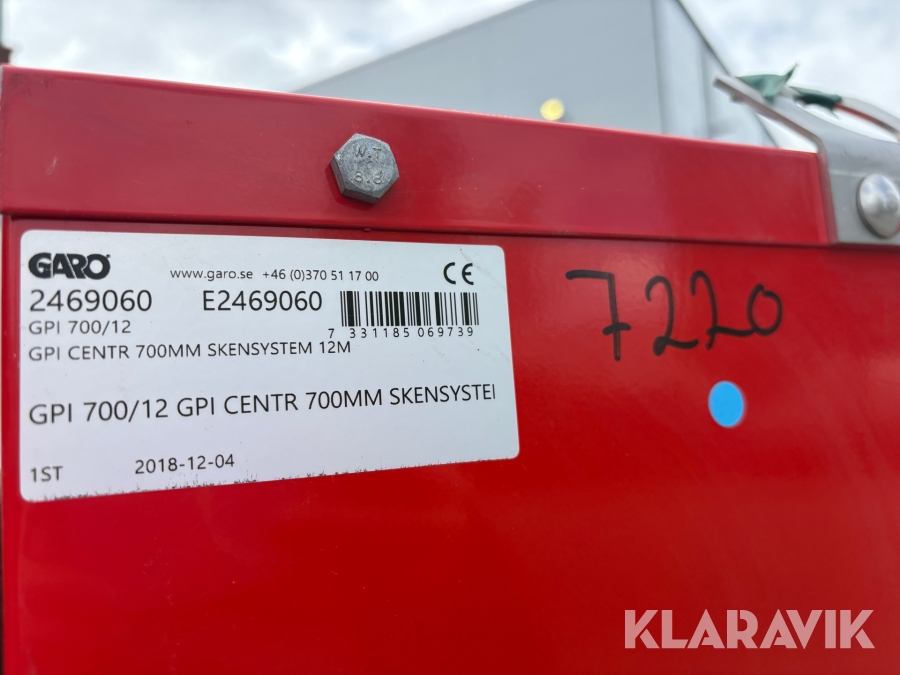 W.T
8.8
GARO
www.garo.se +46 (0)370 51 17 00
CE
2469060 E2469060
7 331185 069739
GPI 700/12
GPI CENTR 700MM SKENSYSTEM 12M
GPI 700/12 GPI CENTR 700MM SKENSYSTEI
1ST 2018-12-04
7220
KLARAVIK